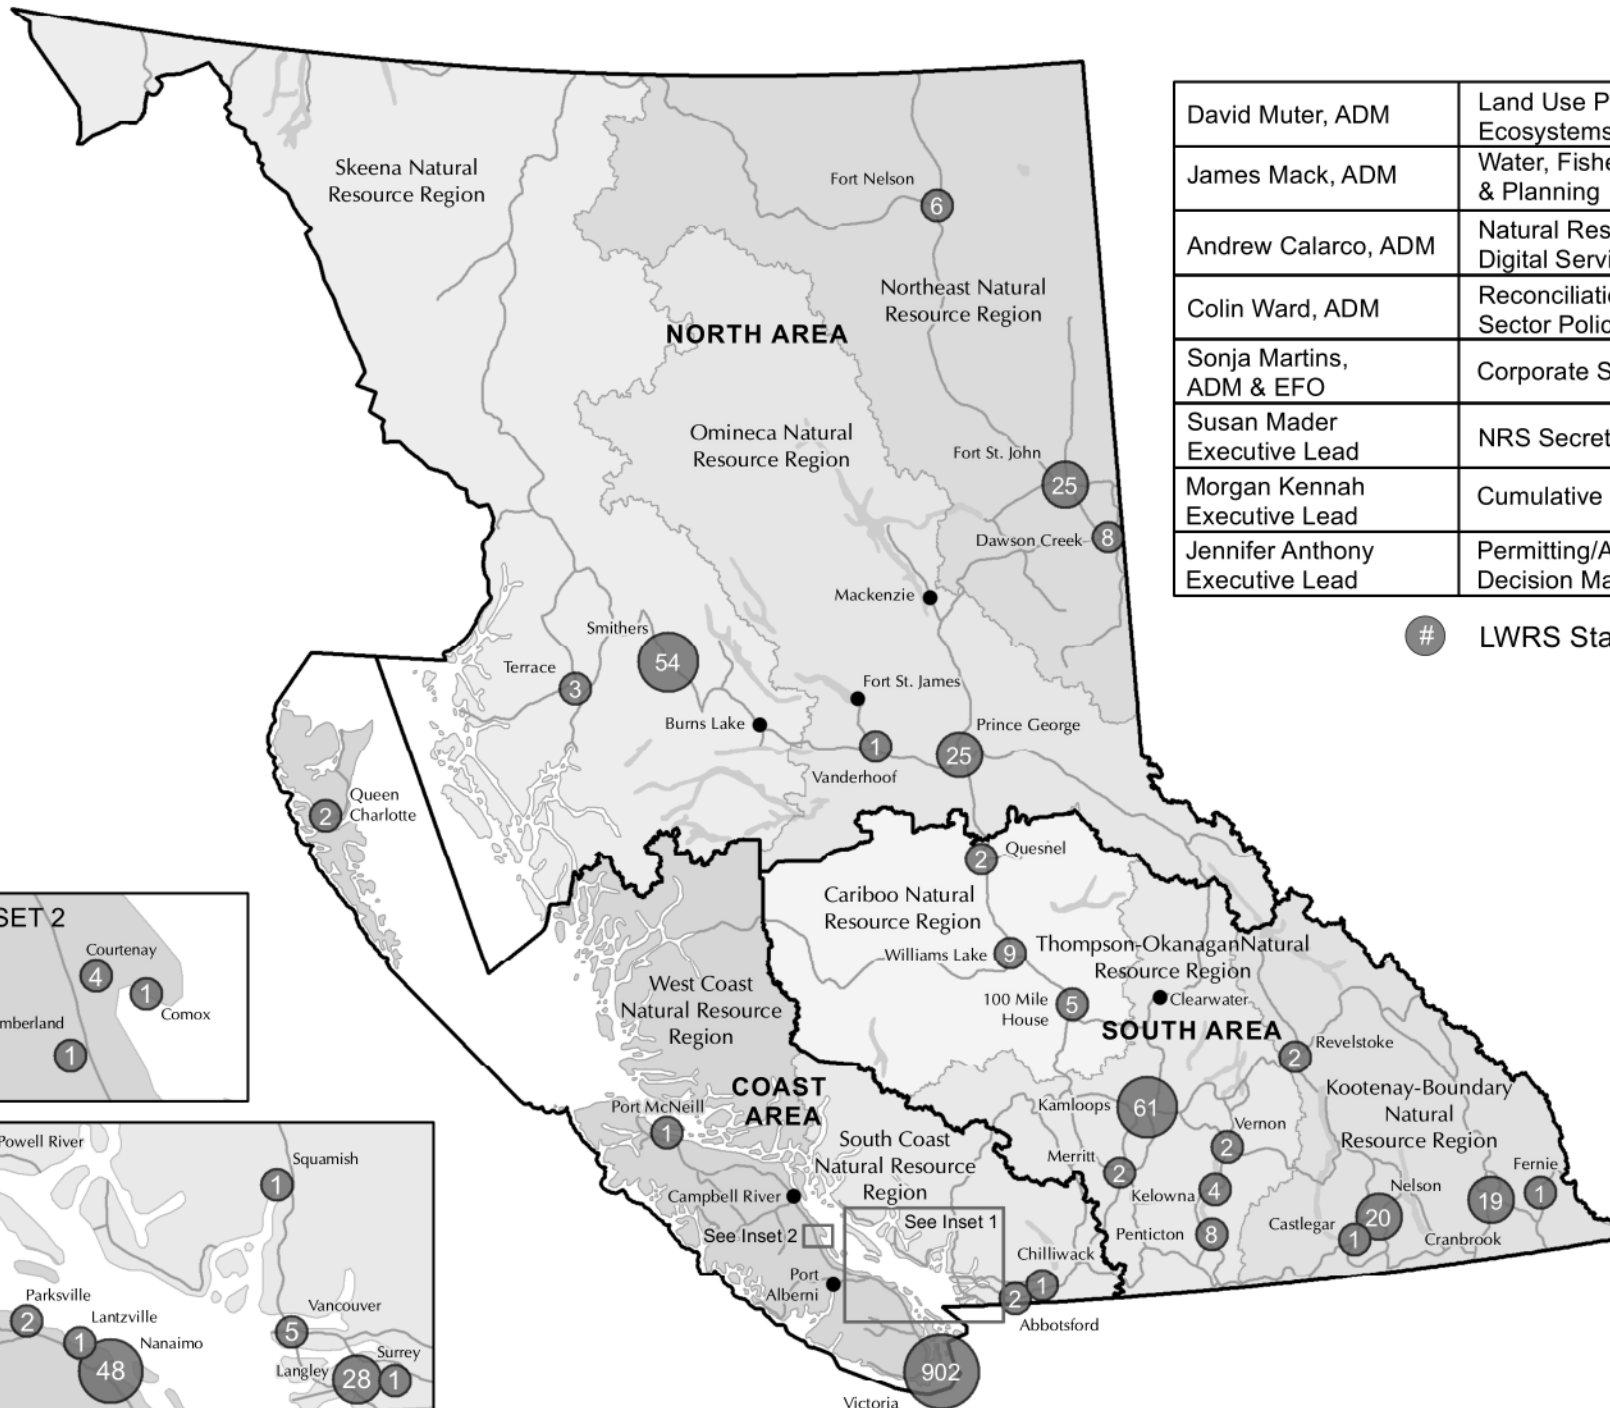 Skeena Natural
Resource Region
Fort Nelson
6
Northeast Natural
Resource Region
NORTH AREA
Omineca Natural
Resource Region
Fort St. John
25
Dawson Creek
8
Mackenzie
Smithers
54
Terrace
3
Fort St. James
Burns Lake
Prince George
1
25
Vanderhoof
Queen
Charlotte
2
David Muter, ADM
Land Use P
Ecosystems
James Mack, ADM
Water, Fishe
& Planning
Andrew Calarco, ADM
Natural Res
Digital Servi
Colin Ward, ADM
Reconciliati
Sector Polic
Sonja Martins,
ADM & EFO
Corporate S
Susan Mader
Executive Lead
NRS Secret
Morgan Kennah
Executive Lead
Cumulative
Jennifer Anthony
Executive Lead
Permitting/A
Decision Ma
# LWRS Sta
Quesnel
2
Cariboo Natural
Resource Region
Williams Lake
9
Thompson-OkanaganNatural
Resource Region
100 Mile
House
5
Clearwater
SOUTH AREA
Revelstoke
2
West Coast
Natural Resource
Region
COAST
AREA
Kamloops
61
Kootenay-Boundary
Natural
Resource Region
Port McNeill
1
South Coast
Natural Resource
Region
Vernon
2
Merritt
2
Fernie
1
Campbell River
Kelowna
4
Nelson
20
19
See Inset 1
See Inset 2
Penticton
8
Castlegar
1
Cranbrook
Chilliwack
1
Port
Alberni
2
Abbotsford
902
Victoria
SET 2
Courtenay
4
1
Comox
mberland
1
Powell River
Squamish
1
Parksville
2
Lantzville
1
Nanaimo
48
Vancouver
5
Surrey
Langley
28
1